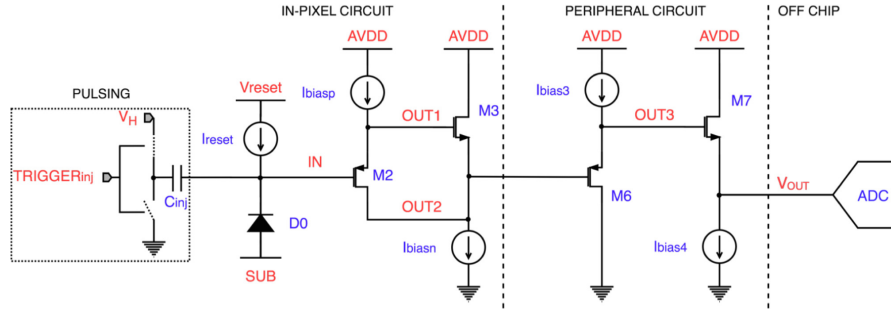 IN-PIXEL CIRCUIT
PERIPHERAL CIRCUIT
OFF CHIP
AVDD
AVDD
AVDD
AVDD
PULSING
Vreset
VH
Ibiasp
M3
Ibias3
M7
OUT1
OUT3
Ireset
IN
TRIGGERinj
M2
M6
VOUT
ADC
Cinj
OUT2
D0
Ibiasn
Ibias4
SUB